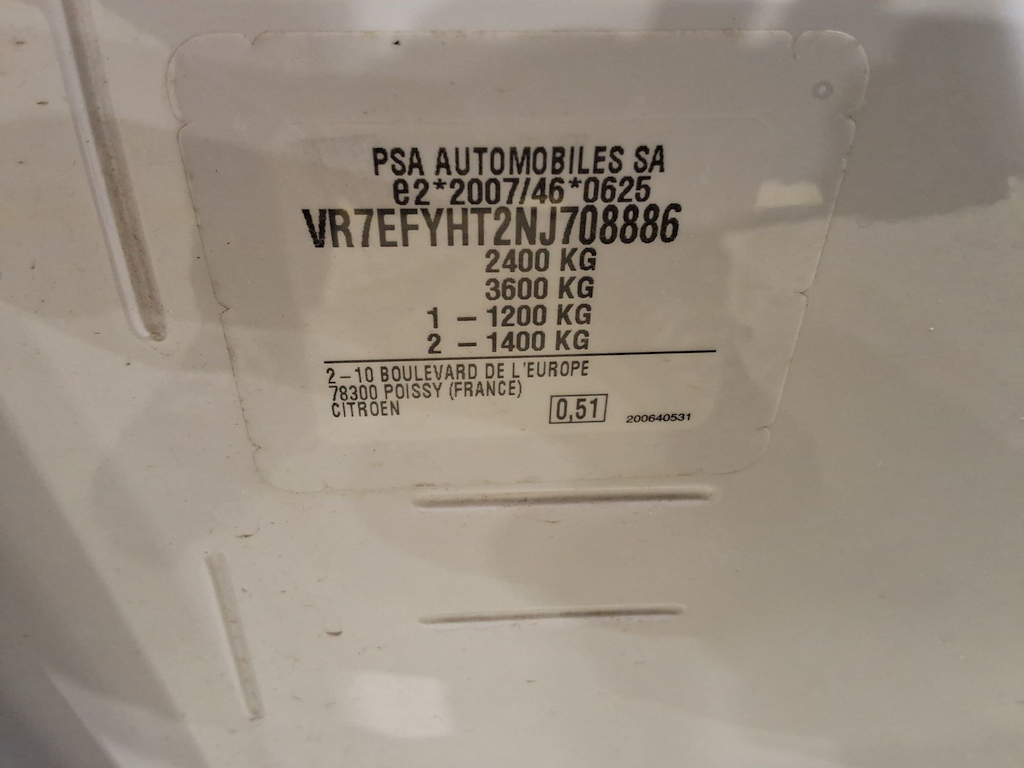 PSA AUTOMOBILES SA
e2*2007/46*0625
VR7EFYHT2NJ708886
2400 KG
3600 KG
1 – 1200 KG
2 – 1400 KG
2–10 BOULEVARD DE L'EUROPE
78300 POISSY (FRANCE)
CITROEN
0,51
200640531